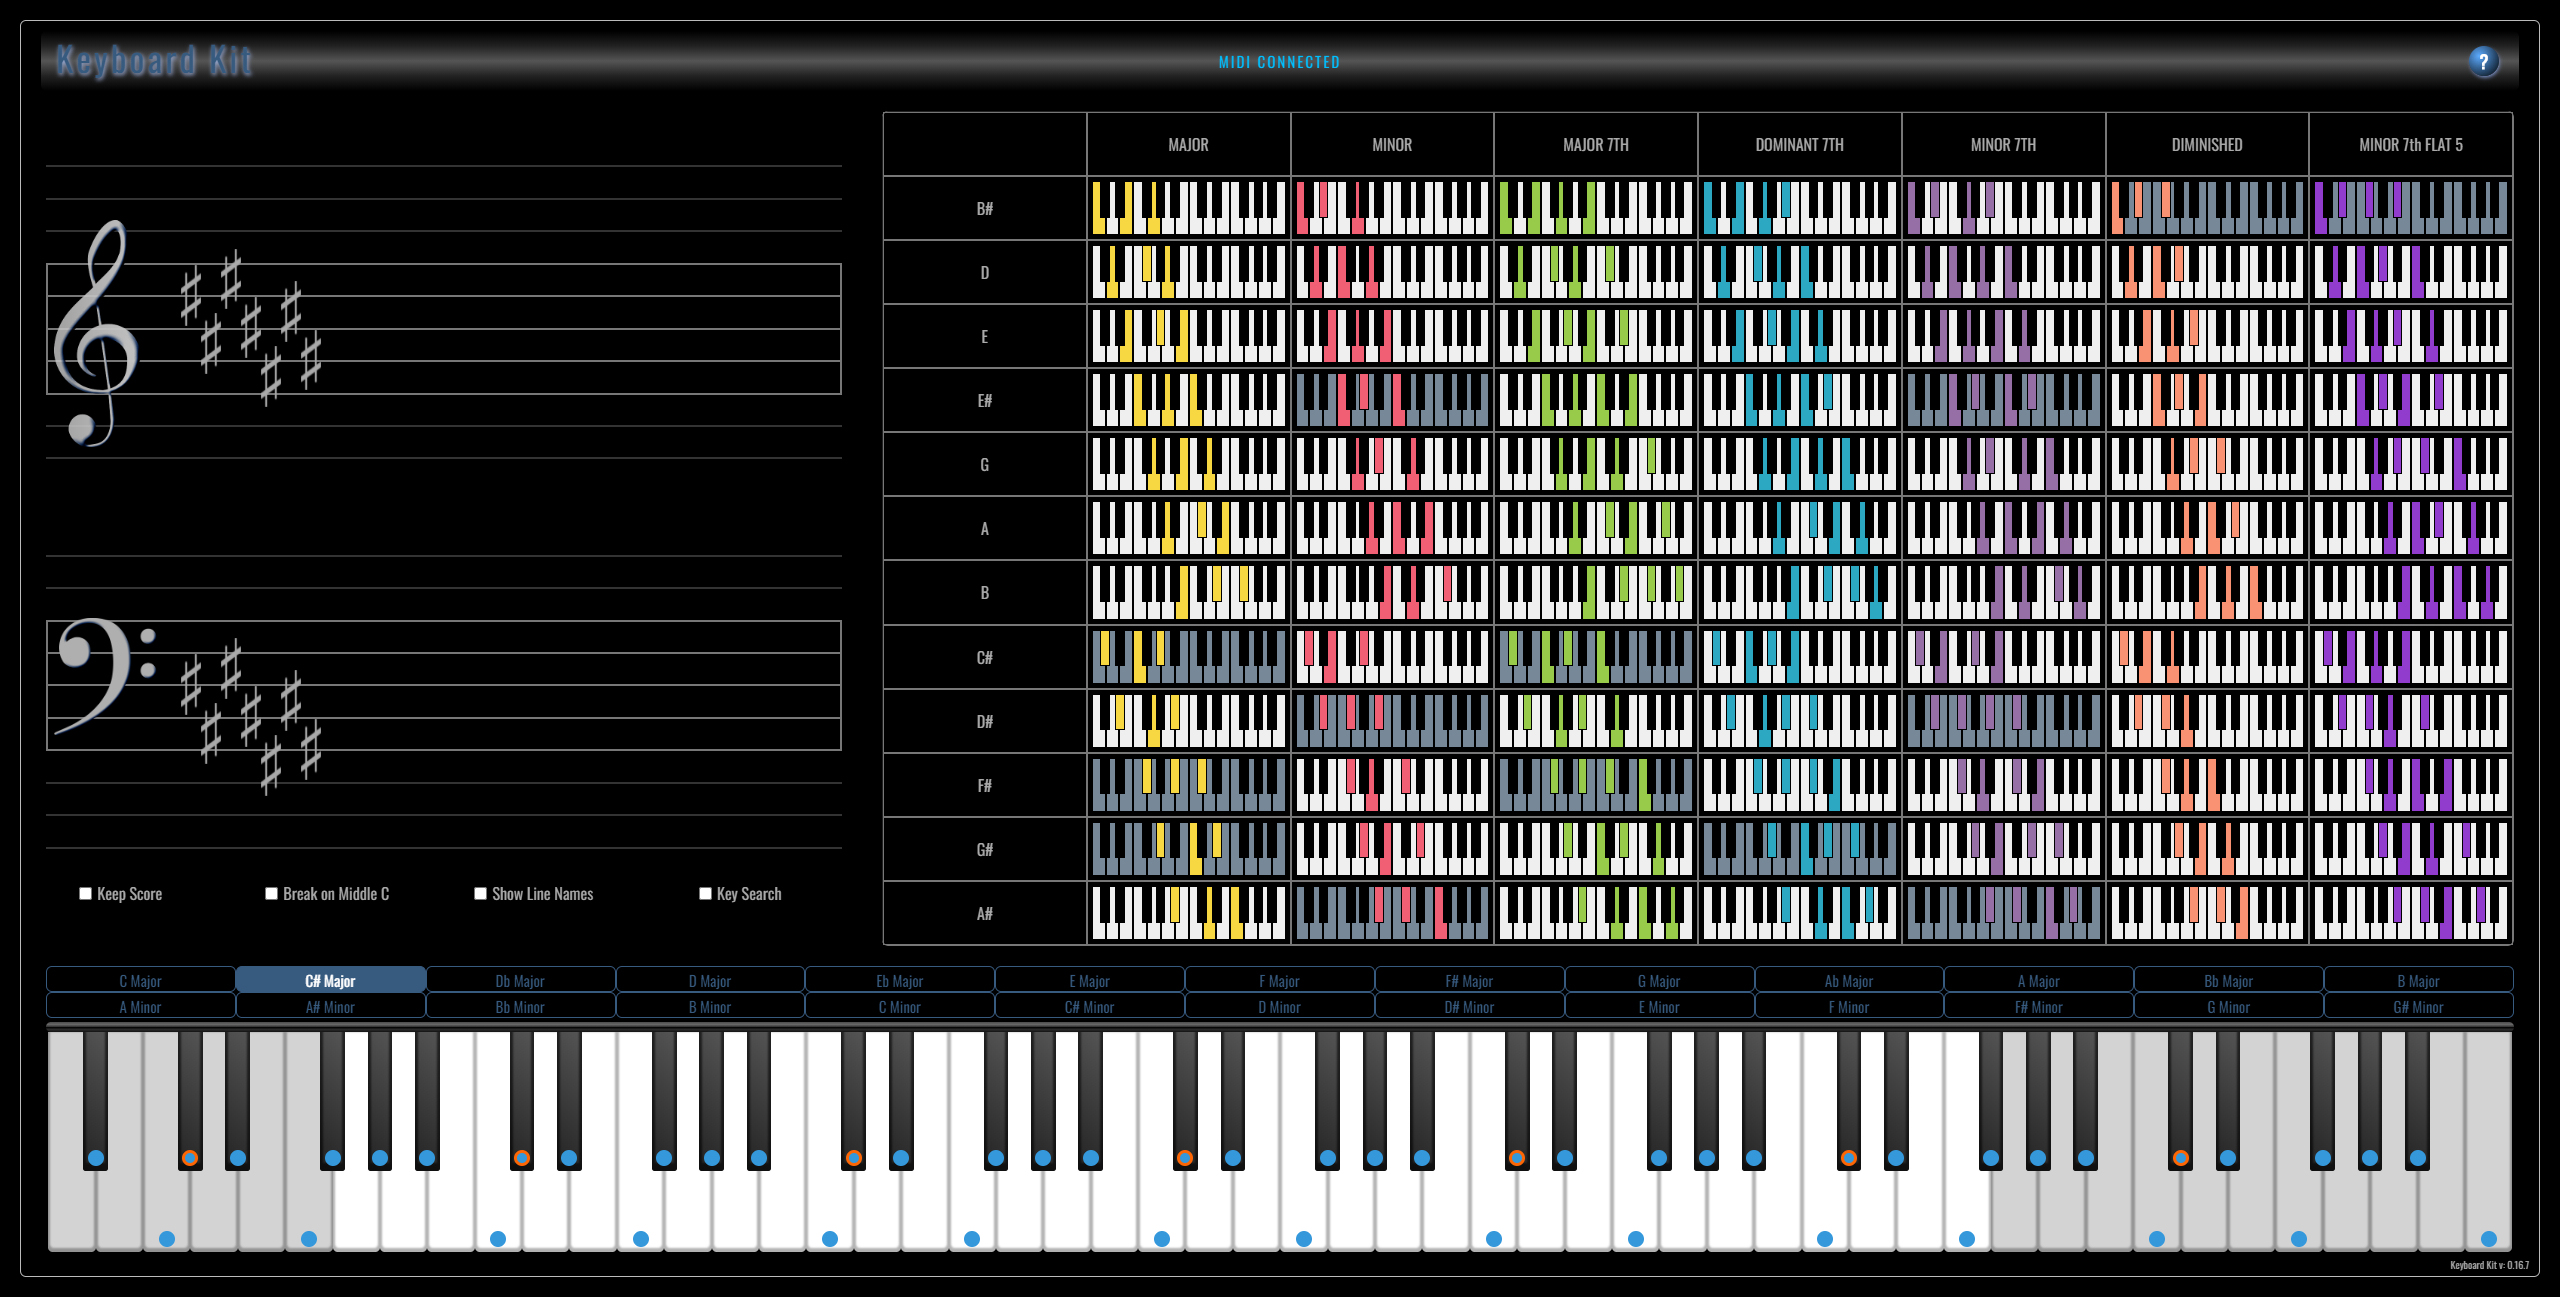 Keyboard Kit
MIDI CONNECTED
?
MAJOR MINOR MAJOR 7TH DOMINANT 7TH MINOR 7TH DIMINISHED MINOR 7th FLAT 5
B#
D
E
E#
G
A
B
C#
D#
F#
G#
A#
Keep Score Break on Middle C Show Line Names Key Search
C Major C# Major Db Major D Major Eb Major E Major F Major F# Major G Major Ab Major A Major Bb Major B Major
A Minor A# Minor Bb Minor B Minor C Minor C# Minor D Minor D# Minor E Minor F Minor F# Minor G Minor G# Minor
Keyboard Kit v: 0.16.7